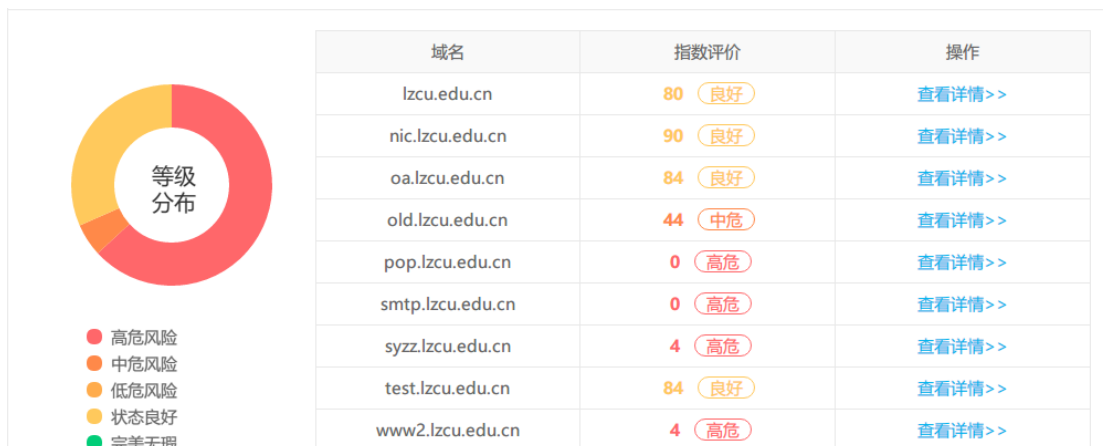 域名 指数评价 操作
lzcu.edu.cn 80 良好 查看详情>>
nic.lzcu.edu.cn 90 良好 查看详情>>
oa.lzcu.edu.cn 84 良好 查看详情>>
old.lzcu.edu.cn 44 中危 查看详情>>
pop.lzcu.edu.cn 0 高危 查看详情>>
smtp.lzcu.edu.cn 0 高危 查看详情>>
syzz.lzcu.edu.cn 4 高危 查看详情>>
test.lzcu.edu.cn 84 良好 查看详情>>
www2.lzcu.edu.cn 4 高危 查看详情>>
等级
分布
高危风险
中危风险
低危风险
状态良好
完美无瑕